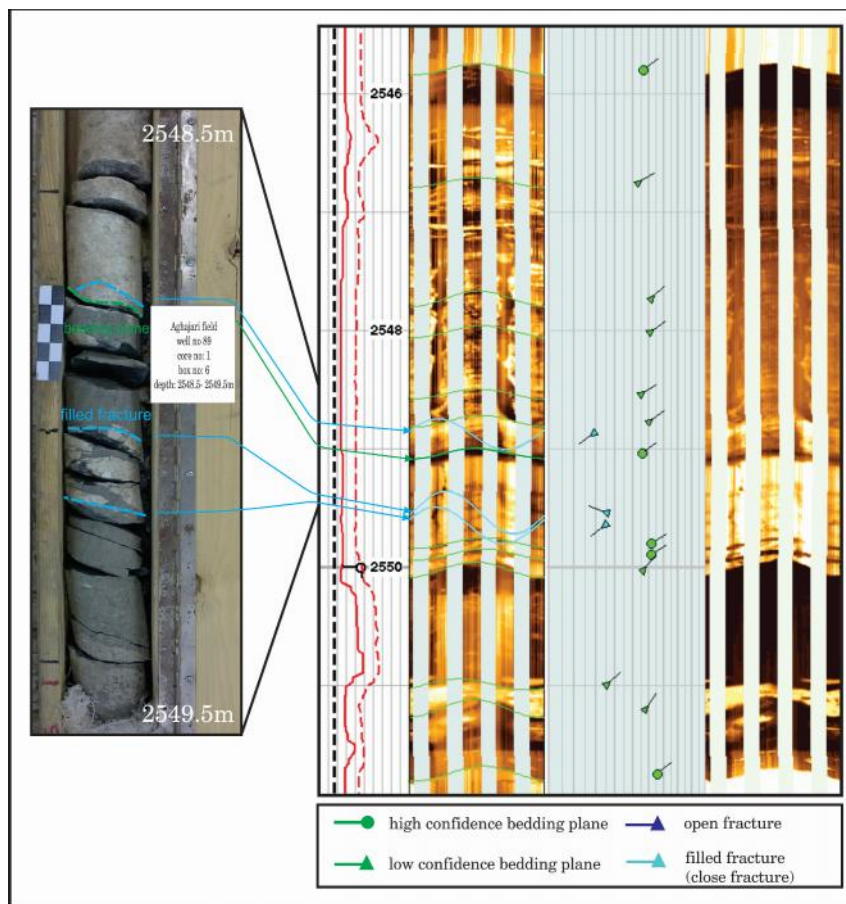 2548.5m
bedding plane
filled fracture
2549.5m
Aghajari field
well no 89
core no: 1
box no: 6
depth: 2548.5- 2549.5m
2546
2548
2550
high confidence bedding plane
low confidence bedding plane
open fracture
filled fracture
(close fracture)